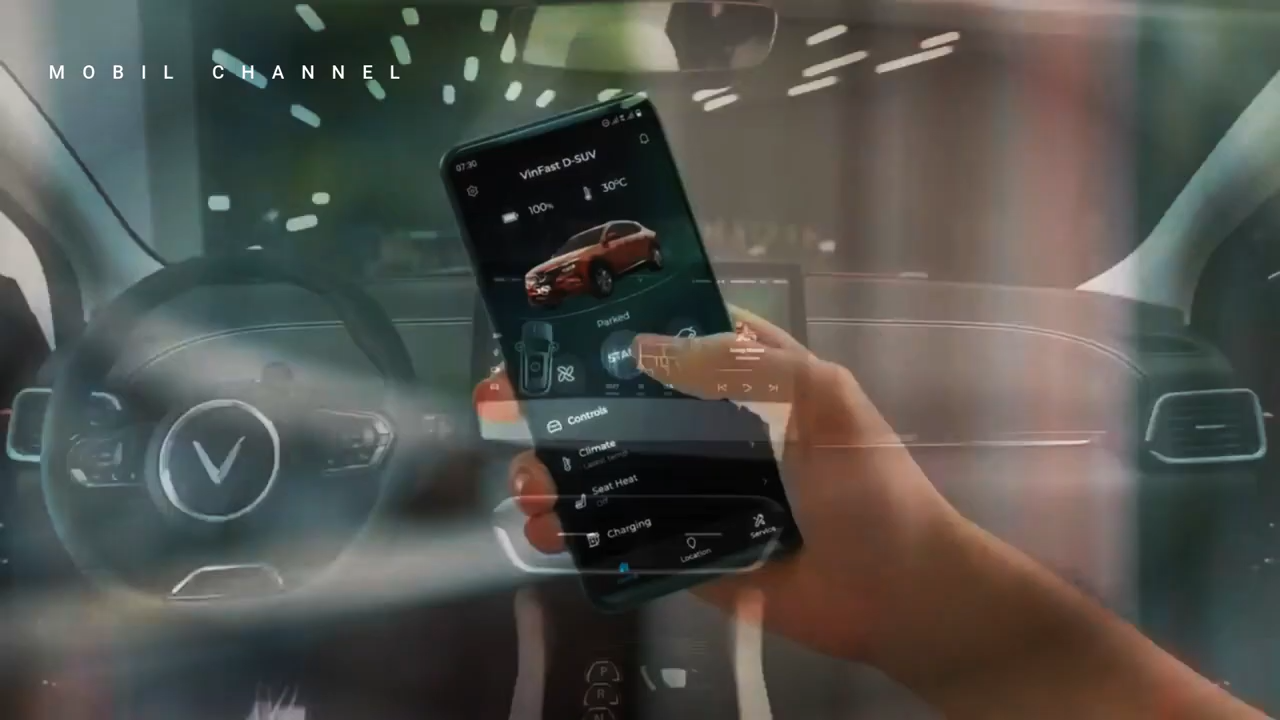 MOBIL CHANNEL
07:30
VinFast D-SUV
100%
30°C
Parked
Controls
Climate
Seat Heat
Off
Charging
Location
Service
P
R
N